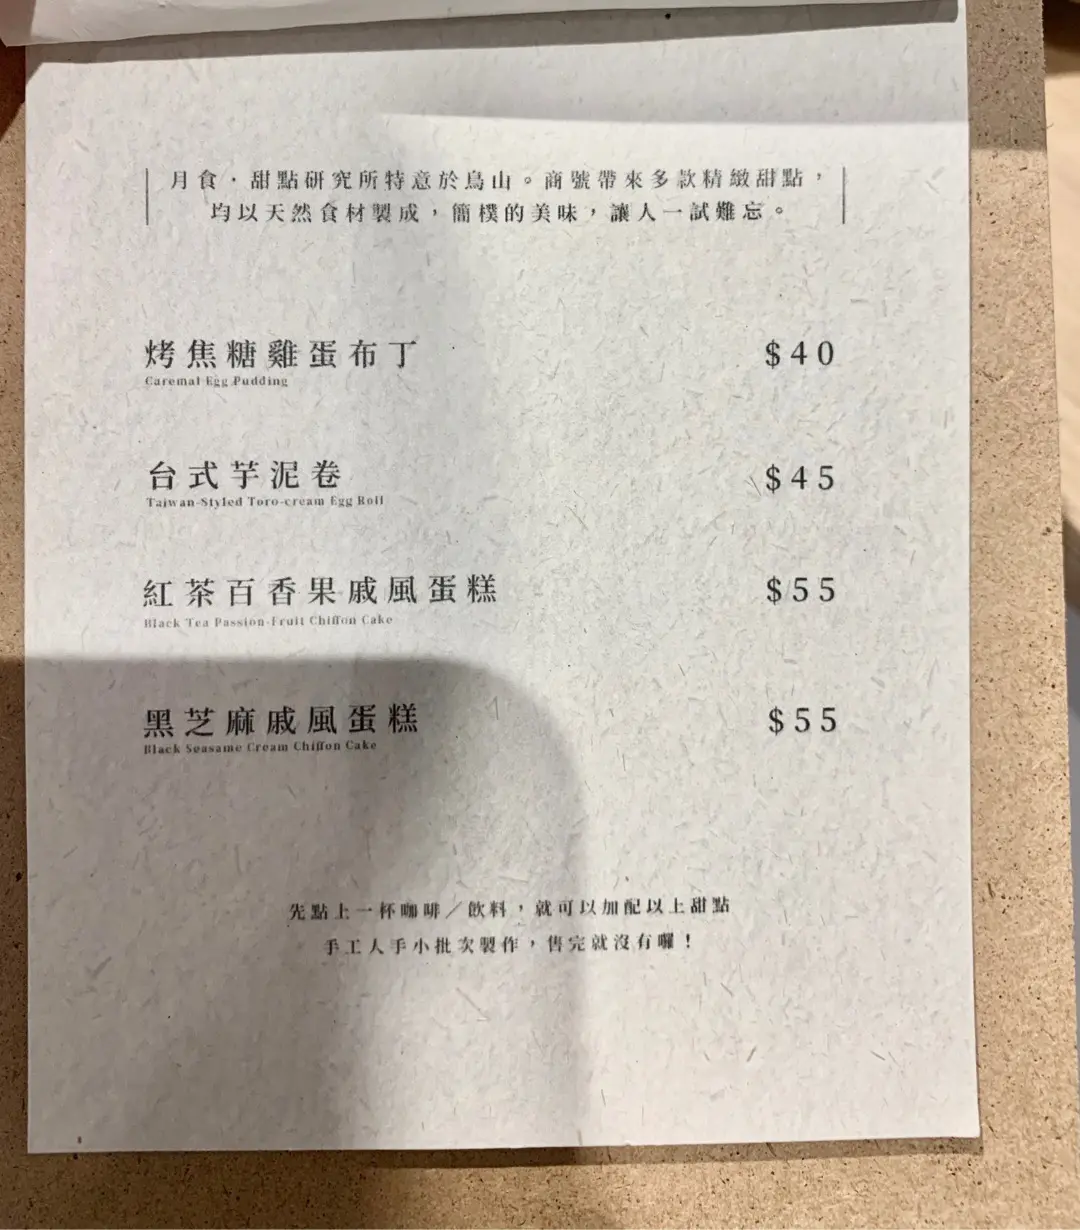 月食·甜點研究所特意於鳥山。商號帶來多款精緻甜點，
均以天然食材製成，簡樸的美味，讓人一試難忘。
烤焦糖雞蛋布丁 $40
Caremal Egg Pudding
台式芋泥卷 $45
Taiwan-Styled Toro-cream Egg Roll
紅茶百香果戚風蛋糕 $55
Black Tea Passion-Fruit Chiffon Cake
黑芝麻戚風蛋糕 $55
Black Seasame Cream Chiffon Cake
先點上一杯咖啡／飲料，就可以加配以上甜點
手工人手小批次製作，售完就沒有囉！